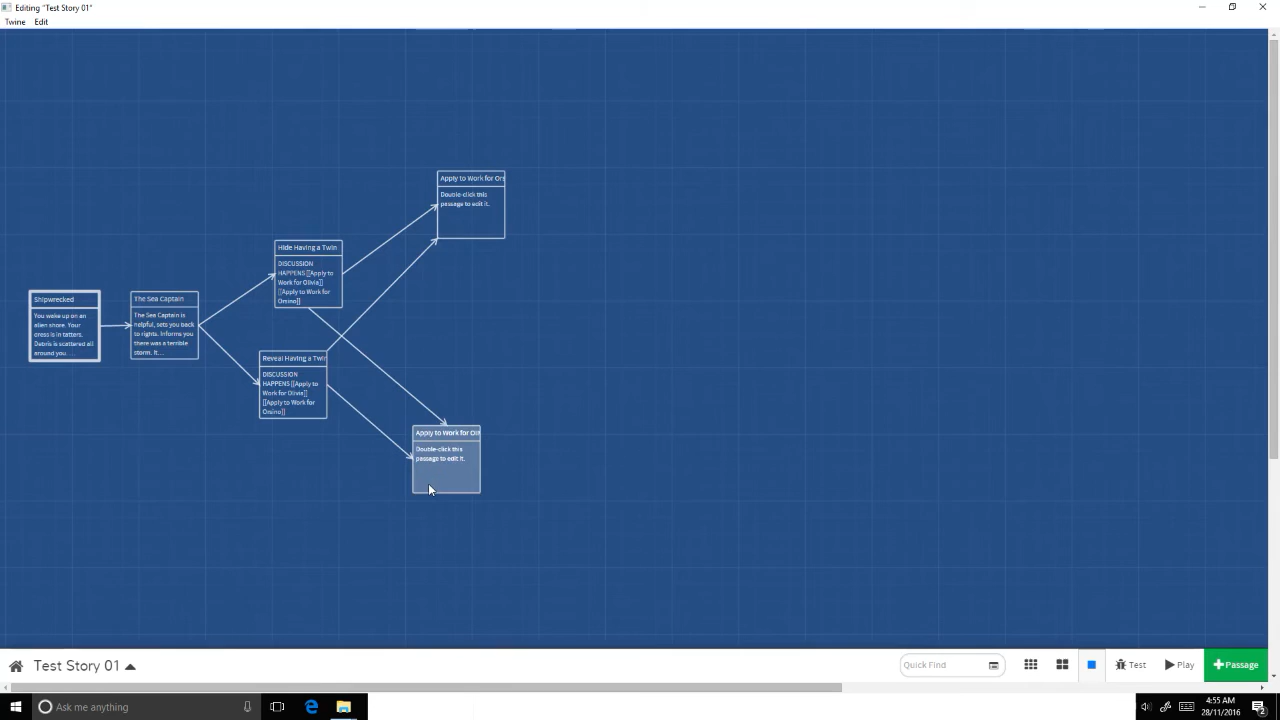 Editing "Test Story 01"
Twine Edit
Apply to Work for Ors
Double-click this
passage to edit it.
Hide Having a Twin
DISCUSSION
HAPPENS [[Apply to
Work for Olivia]]
[[Apply to Work for
Orsino]]
Shipwrecked
You wake up on an
alien shore. Your
dress is in tatters.
Debris is scattered all
around you. ...
The Sea Captain
The Sea Captain is
helpful, sets you back
to rights. Informs you
there was a terrible
storm. It...
Reveal Having a Twin
DISCUSSION
HAPPENS [[Apply to
Work for Olivia]]
[[Apply to Work for
Orsino]]
Apply to Work for Oli
Double-click this
passage to edit it.
Test Story 01
Quick Find
Test
Play
+Passage
Ask me anything
4:55 AM
28/11/2016
2